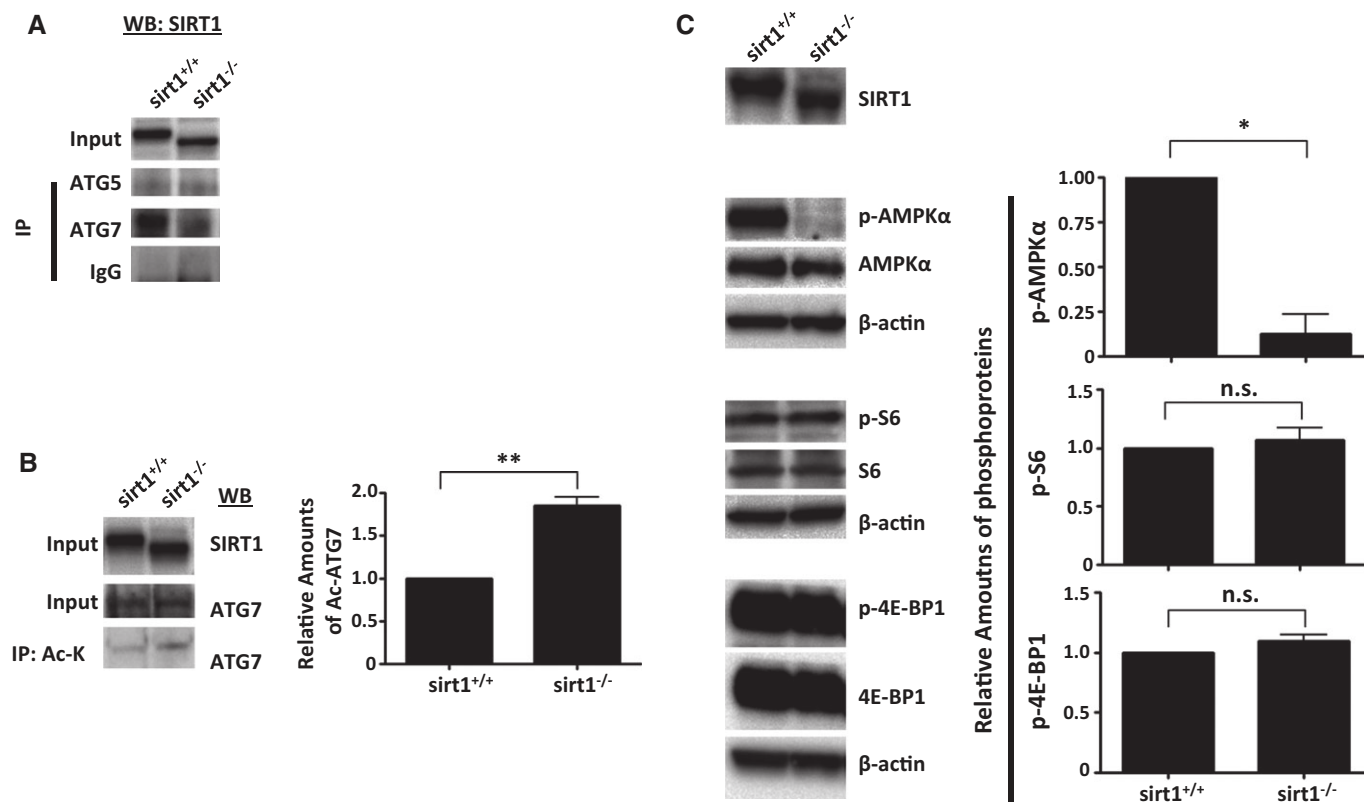 A
WB: SIRT1
sirt1+/+
sirt1-/-
Input
ATG5
ATG7
IgG
IP
B
sirt1+/+
sirt1-/-
WB
Input
SIRT1
Input
ATG7
IP: Ac-K
ATG7
Relative Amounts
of Ac-ATG7
2.0
1.5
1.0
0.5
0
**
sirt1+/+
sirt1-/-
C
sirt1+/+
sirt1-/-
SIRT1
p-AMPKα
AMPKα
β-actin
p-S6
S6
β-actin
p-4E-BP1
4E-BP1
β-actin
Relative Amoutns of phosphoproteins
p-AMPKα
1.00
0.75
0.50
0.25
0
*
p-S6
1.5
1.0
0.5
0
n.s.
p-4E-BP1
1.5
1.0
0.5
0
n.s.
sirt1+/+
sirt1-/-